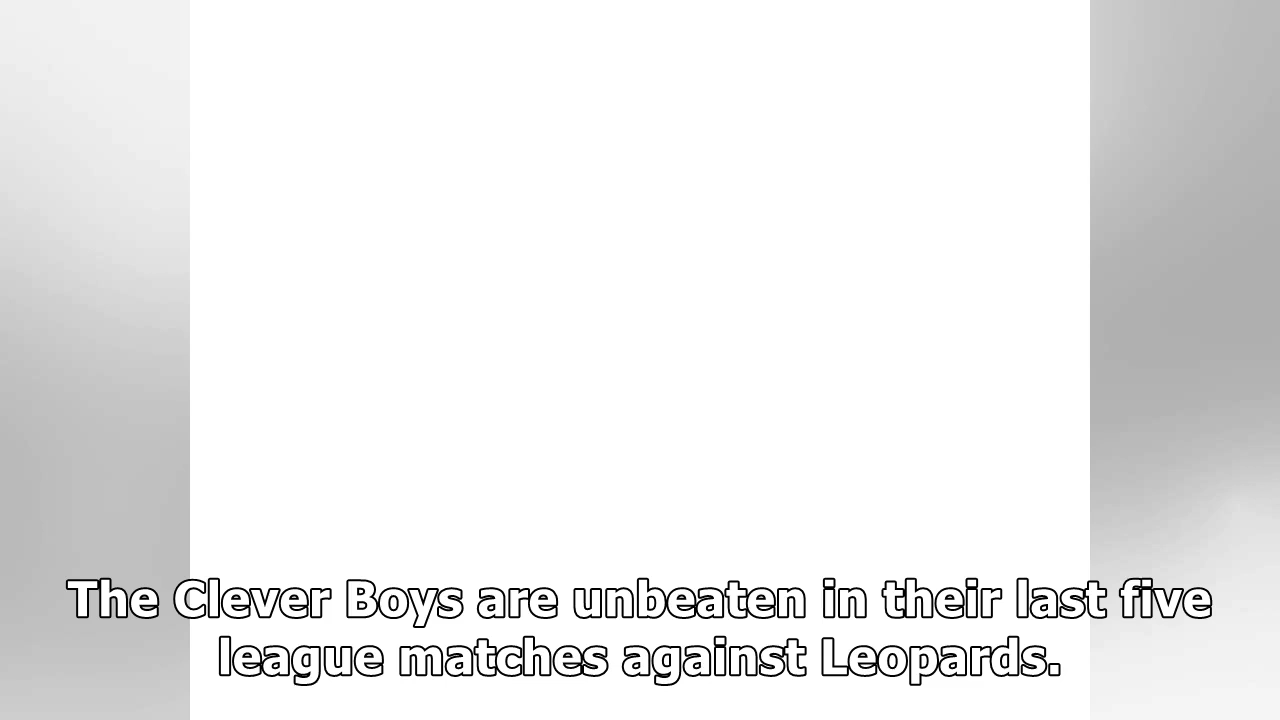 The Clever Boys are unbeaten in their last five
league matches against Leopards.